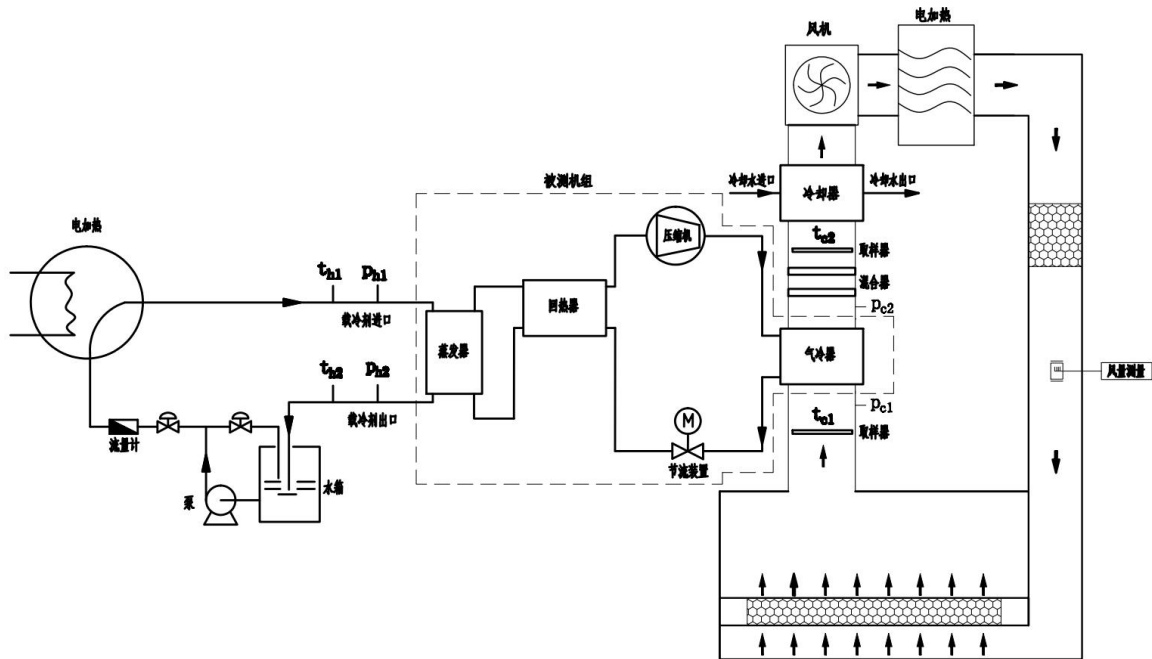 电加热
风机
被测机组
冷却水进口
冷却器
冷却水出口
电加热
压缩机
t_c2
取样器
混合器
t_h1
p_h1
回热器
p_c2
载冷剂进口
蒸发器
气冷器
风量测量
t_h2
p_h2
p_c1
载冷剂出口
M
t_c1
取样器
流量计
节流装置
水箱
泵